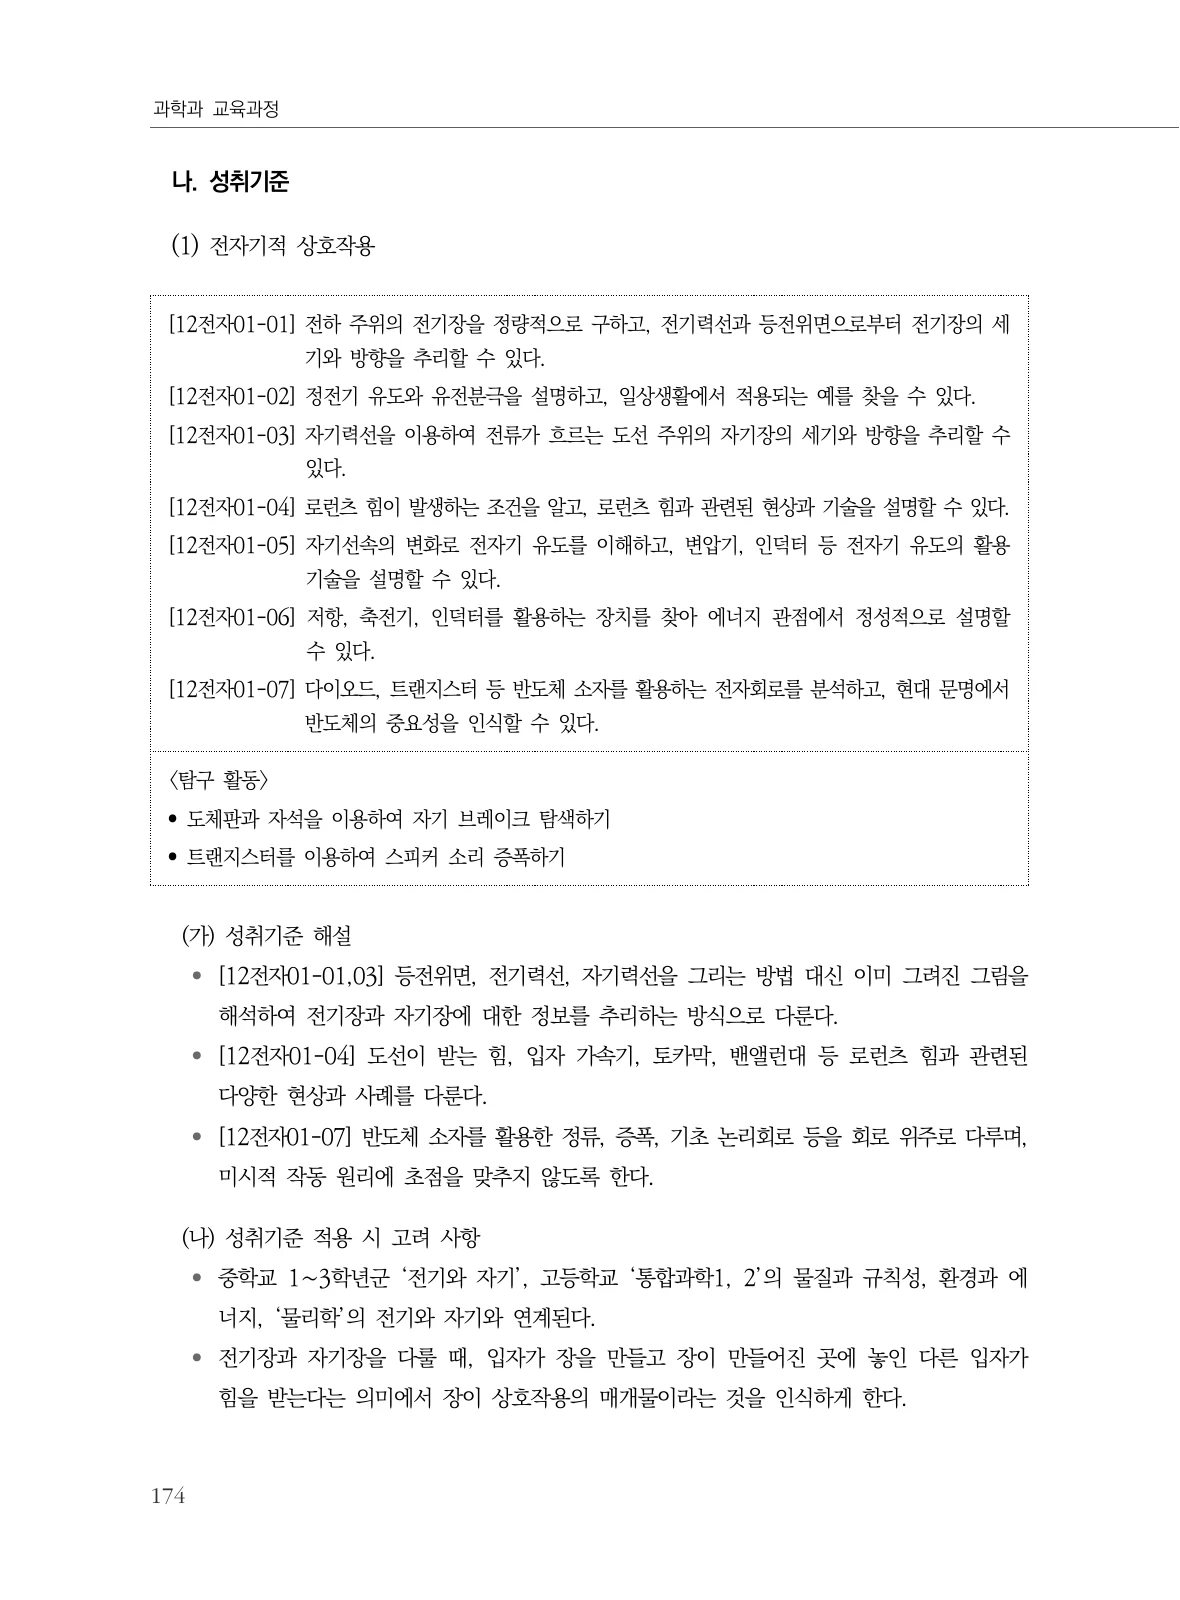 과학과 교육과정
나. 성취기준
(1) 전자기적 상호작용
[12전자01-01] 전하 주위의 전기장을 정량적으로 구하고, 전기력선과 등전위면으로부터 전기장의 세
기와 방향을 추리할 수 있다.
[12전자01-02] 정전기 유도와 유전분극을 설명하고, 일상생활에서 적용되는 예를 찾을 수 있다.
[12전자01-03] 자기력선을 이용하여 전류가 흐르는 도선 주위의 자기장의 세기와 방향을 추리할 수
있다.
[12전자01-04] 로런츠 힘이 발생하는 조건을 알고, 로런츠 힘과 관련된 현상과 기술을 설명할 수 있다.
[12전자01-05] 자기선속의 변화로 전자기 유도를 이해하고, 변압기, 인덕터 등 전자기 유도의 활용
기술을 설명할 수 있다.
[12전자01-06] 저항, 축전기, 인덕터를 활용하는 장치를 찾아 에너지 관점에서 정성적으로 설명할
수 있다.
[12전자01-07] 다이오드, 트랜지스터 등 반도체 소자를 활용하는 전자회로를 분석하고, 현대 문명에서
반도체의 중요성을 인식할 수 있다.
〈탐구 활동〉
• 도체판과 자석을 이용하여 자기 브레이크 탐색하기
• 트랜지스터를 이용하여 스피커 소리 증폭하기
(가) 성취기준 해설
• [12전자01-01,03] 등전위면, 전기력선, 자기력선을 그리는 방법 대신 이미 그려진 그림을
해석하여 전기장과 자기장에 대한 정보를 추리하는 방식으로 다룬다.
• [12전자01-04] 도선이 받는 힘, 입자 가속기, 토카막, 밴앨런대 등 로런츠 힘과 관련된
다양한 현상과 사례를 다룬다.
• [12전자01-07] 반도체 소자를 활용한 정류, 증폭, 기초 논리회로 등을 회로 위주로 다루며,
미시적 작동 원리에 초점을 맞추지 않도록 한다.
(나) 성취기준 적용 시 고려 사항
• 중학교 1~3학년군 ‘전기와 자기’, 고등학교 ‘통합과학1, 2’의 물질과 규칙성, 환경과 에
너지, ‘물리학’의 전기와 자기와 연계된다.
• 전기장과 자기장을 다룰 때, 입자가 장을 만들고 장이 만들어진 곳에 놓인 다른 입자가
힘을 받는다는 의미에서 장이 상호작용의 매개물이라는 것을 인식하게 한다.
174